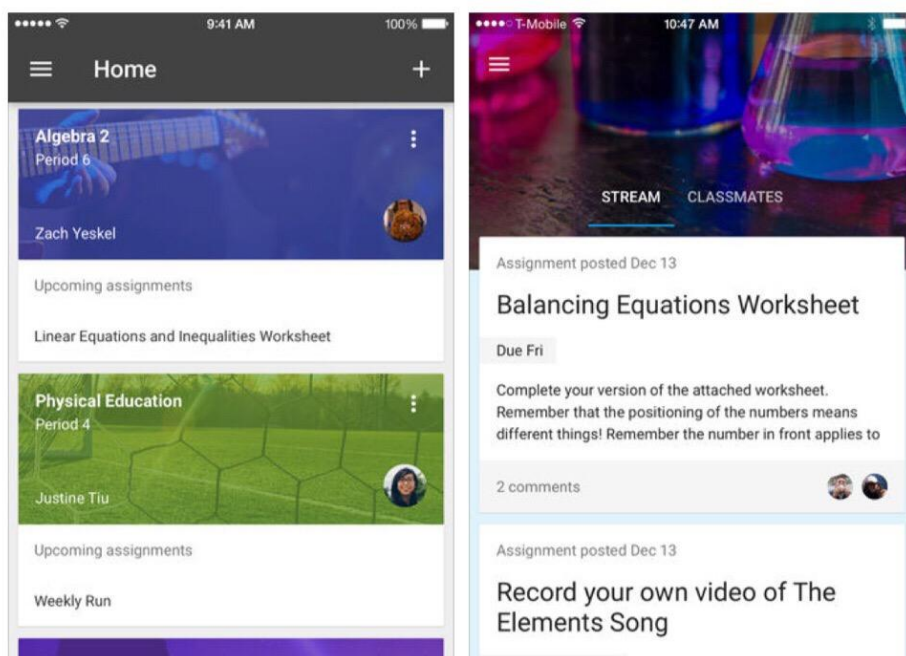 9:41 AM
100%
Home
Algebra 2
Period 6
Zach Yeskel
Upcoming assignments
Linear Equations and Inequalities Worksheet
Physical Education
Period 4
Justine Tiu
Upcoming assignments
Weekly Run
T-Mobile
10:47 AM
STREAM CLASSMATES
Assignment posted Dec 13
Balancing Equations Worksheet
Due Fri
Complete your version of the attached worksheet.
Remember that the positioning of the numbers means
different things! Remember the number in front applies to
2 comments
Assignment posted Dec 13
Record your own video of The
Elements Song